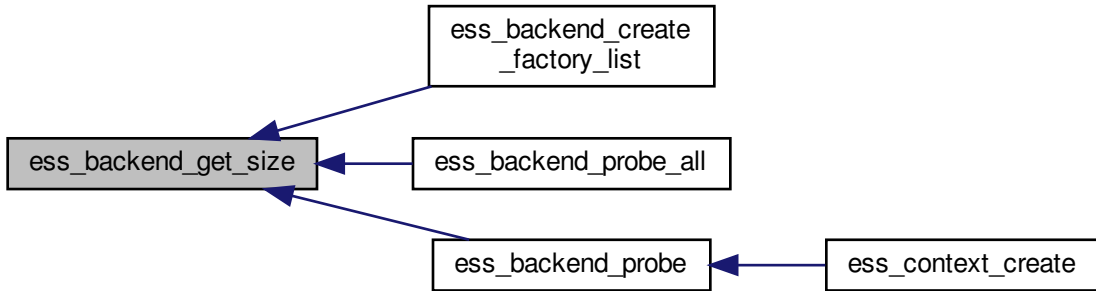 ess_backend_create
_factory_list
ess_backend_get_size
ess_backend_probe_all
ess_backend_probe
ess_context_create